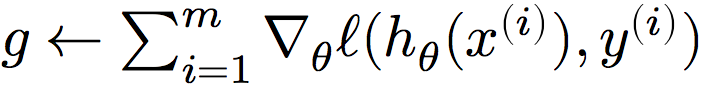 g ← ∑_{i=1}^{m} ∇_θ ℓ(h_θ(x^{(i)}), y^{(i)})